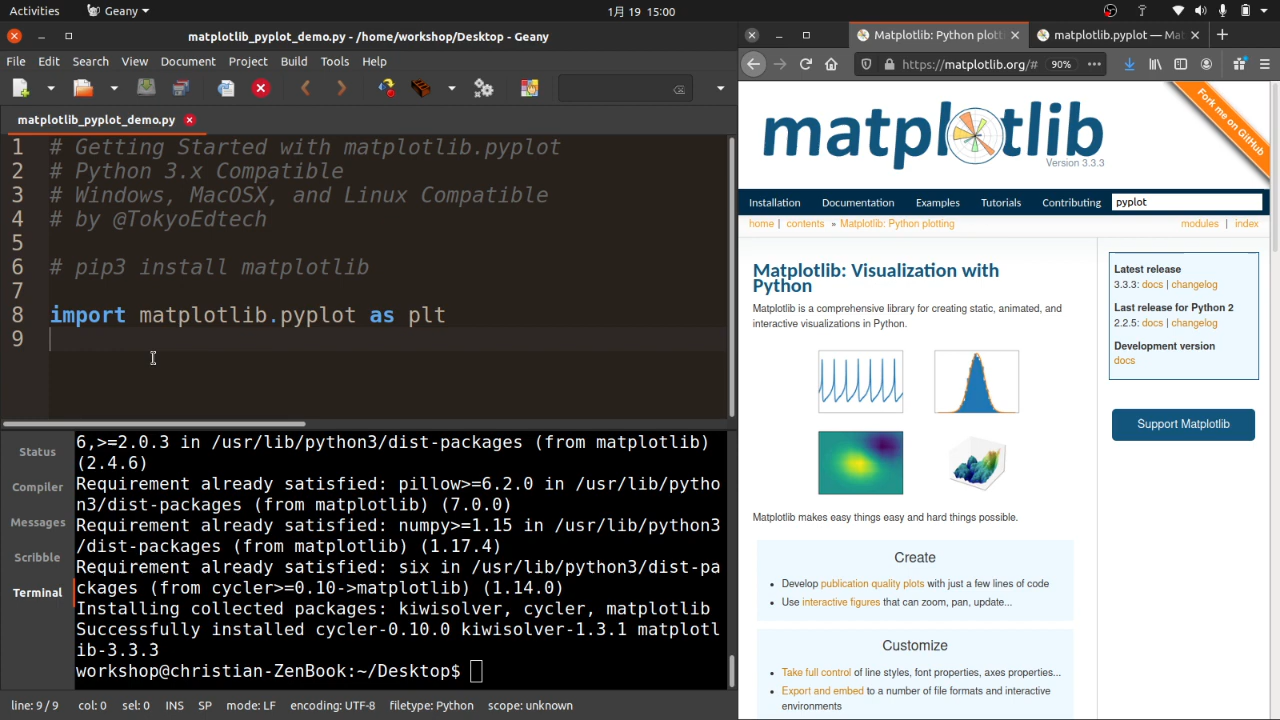 Activities
Geany
1月 19 15:00
matplotlib_pyplot_demo.py - /home/workshop/Desktop - Geany
File Edit Search View Document Project Build Tools Help
matplotlib_pyplot_demo.py
1 # Getting Started with matplotlib.pyplot
2 # Python 3.x Compatible
3 # Windows, MacOSX, and Linux Compatible
4 # by @TokyoEdtech
5
6 # pip3 install matplotlib
7
8 import matplotlib.pyplot as plt
9
Status
Compiler
Messages
Scribble
Terminal
6,>=2.0.3 in /usr/lib/python3/dist-packages (from matplotlib)
(2.4.6)
Requirement already satisfied: pillow>=6.2.0 in /usr/lib/pytho
n3/dist-packages (from matplotlib) (7.0.0)
Requirement already satisfied: numpy>=1.15 in /usr/lib/python3
/dist-packages (from matplotlib) (1.17.4)
Requirement already satisfied: six in /usr/lib/python3/dist-pa
ckages (from cycler>=0.10->matplotlib) (1.14.0)
Installing collected packages: kiwisolver, cycler, matplotlib
Successfully installed cycler-0.10.0 kiwisolver-1.3.1 matplotl
ib-3.3.3
workshop@christian-ZenBook:~/Desktop$
line: 9 / 9 col: 0 sel: 0 INS SP mode: LF encoding: UTF-8 filetype: Python scope: unknown
Matplotlib: Python plott
matplotlib.pyplot — Mat
https://matplotlib.org/#
90%
matplotlib
Version 3.3.3
Fork me on GitHub
Installation Documentation Examples Tutorials Contributing pyplot
home | contents » Matplotlib: Python plotting
modules | index
Matplotlib: Visualization with
Python
Matplotlib is a comprehensive library for creating static, animated, and
interactive visualizations in Python.
Matplotlib makes easy things easy and hard things possible.
Create
• Develop publication quality plots with just a few lines of code
• Use interactive figures that can zoom, pan, update...
Customize
• Take full control of line styles, font properties, axes properties...
• Export and embed to a number of file formats and interactive
environments
Latest release
3.3.3: docs | changelog
Last release for Python 2
2.2.5: docs | changelog
Development version
docs
Support Matplotlib